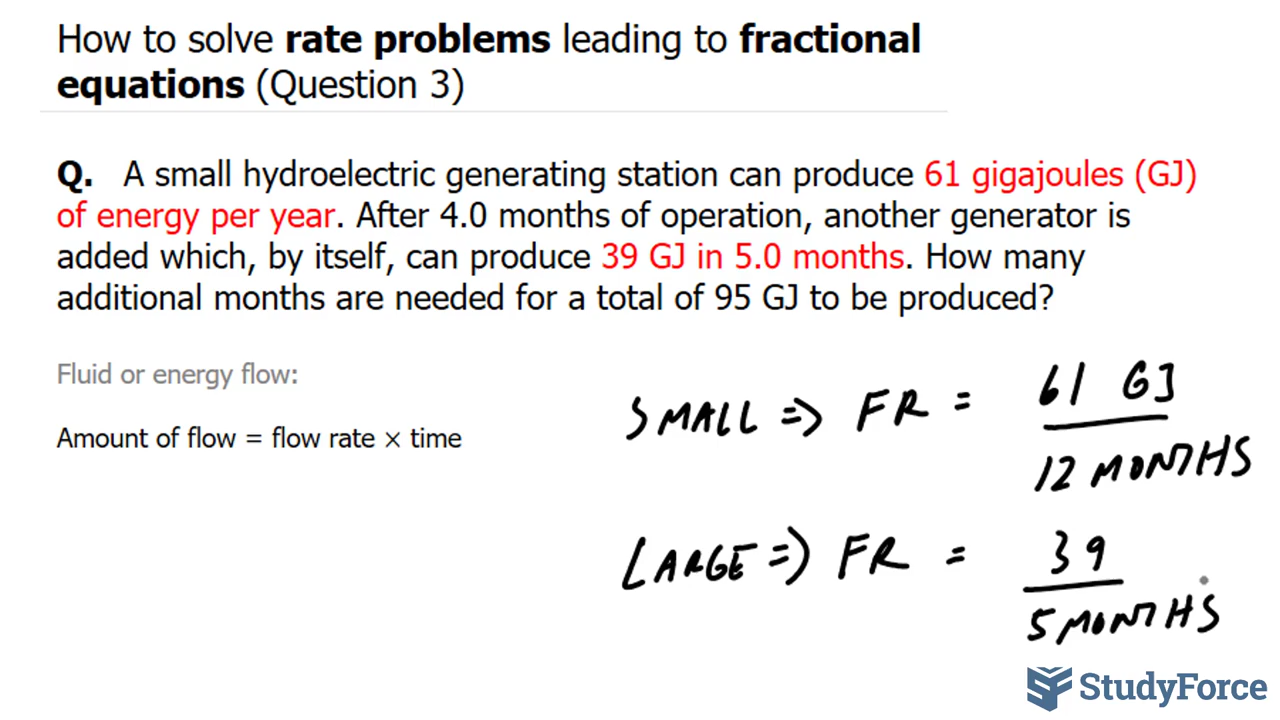 How to solve rate problems leading to fractional
equations (Question 3)
Q. A small hydroelectric generating station can produce 61 gigajoules (GJ)
of energy per year. After 4.0 months of operation, another generator is
added which, by itself, can produce 39 GJ in 5.0 months. How many
additional months are needed for a total of 95 GJ to be produced?
Fluid or energy flow:
Amount of flow = flow rate × time
SMALL => FR = 61 GJ
12 MONTHS
LARGE => FR = 39
5 MONTHS
StudyForce